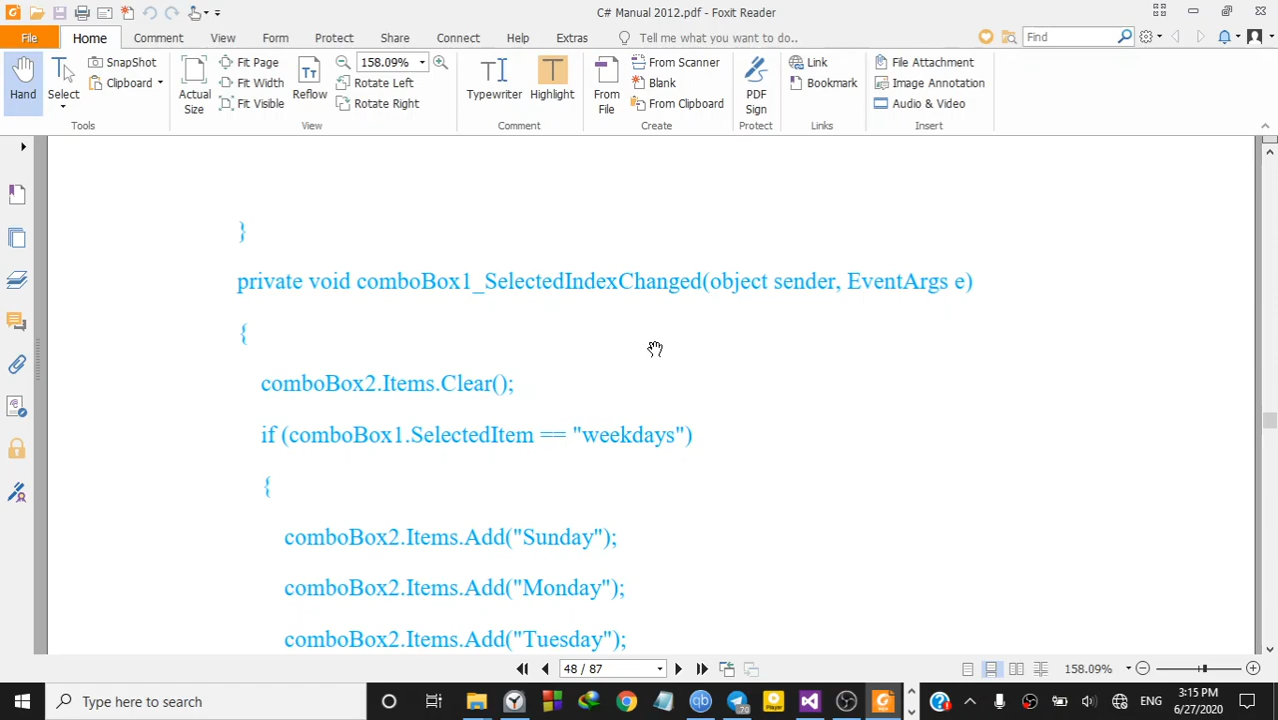 C# Manual 2012.pdf - Foxit Reader
File Home Comment View Form Protect Share Connect Help Extras Tell me what you want to do.. Find
Hand
Select
SnapShot
Clipboard
Tools
Actual Size
Fit Page
Fit Width
Fit Visible
Reflow
158.09%
Rotate Left
Rotate Right
View
Typewriter
Highlight
Comment
From File
From Scanner
Blank
From Clipboard
Create
PDF Sign
Protect
Link
Bookmark
Links
File Attachment
Image Annotation
Audio & Video
Insert
}
private void comboBox1_SelectedIndexChanged(object sender, EventArgs e)
{
comboBox2.Items.Clear();
if (comboBox1.SelectedItem == "weekdays")
{
comboBox2.Items.Add("Sunday");
comboBox2.Items.Add("Monday");
comboBox2.Items.Add("Tuesday");
48 / 87
158.09%
Type here to search
ENG
3:15 PM
6/27/2020